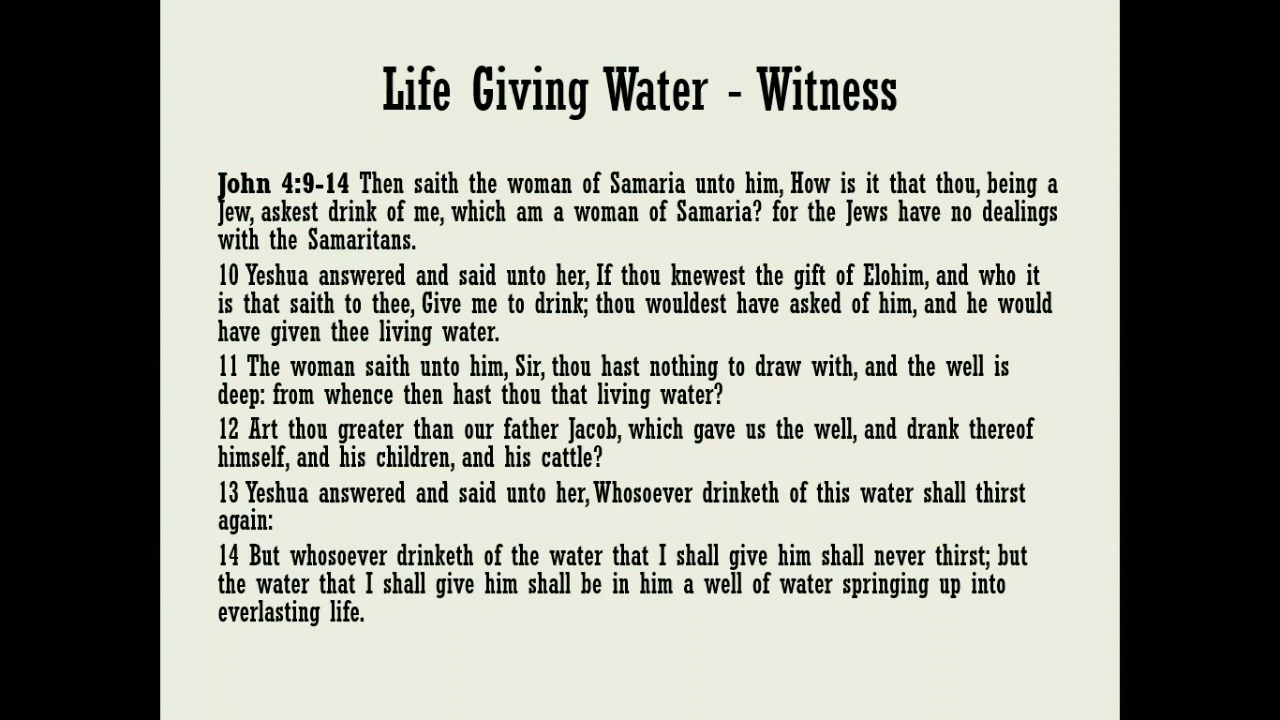 Life Giving Water - Witness
John 4:9-14 Then saith the woman of Samaria unto him, How is it that thou, being a
Jew, askest drink of me, which am a woman of Samaria? for the Jews have no dealings
with the Samaritans.
10 Yeshua answered and said unto her, If thou knewest the gift of Elohim, and who it
is that saith to thee, Give me to drink; thou wouldest have asked of him, and he would
have given thee living water.
11 The woman saith unto him, Sir, thou hast nothing to draw with, and the well is
deep: from whence then hast thou that living water?
12 Art thou greater than our father Jacob, which gave us the well, and drank thereof
himself, and his children, and his cattle?
13 Yeshua answered and said unto her, Whosoever drinketh of this water shall thirst
again:
14 But whosoever drinketh of the water that I shall give him shall never thirst; but
the water that I shall give him shall be in him a well of water springing up into
everlasting life.